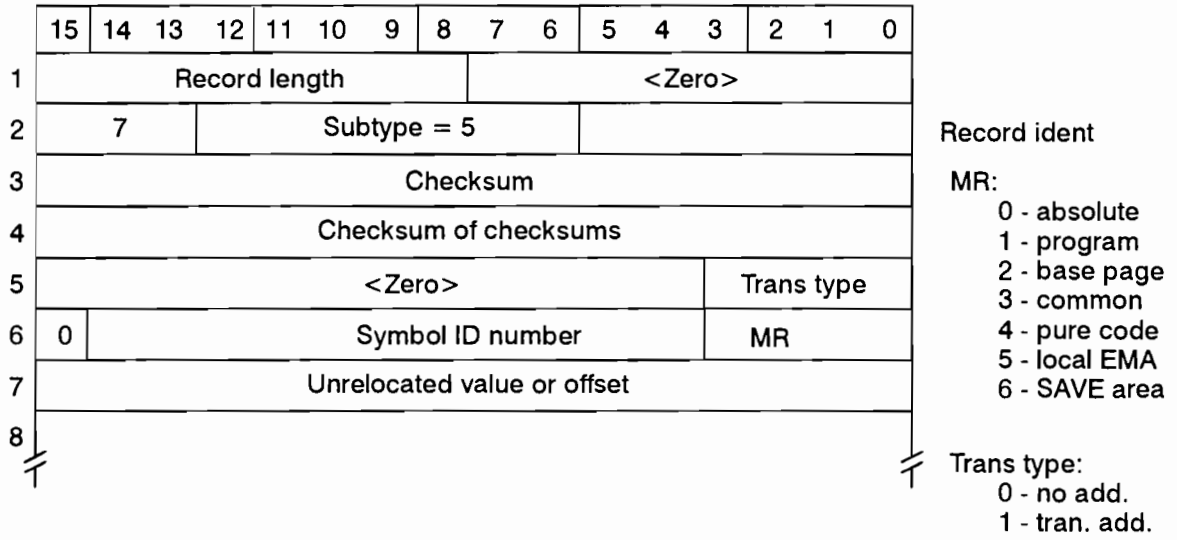 15 14 13 12 11 10 9 8 7 6 5 4 3 2 1 0
1 Record length <Zero>
2 7 Subtype = 5 Record ident
3 Checksum MR:
4 Checksum of checksums 0 - absolute
1 - program
5 <Zero> Trans type 2 - base page
3 - common
6 0 Symbol ID number MR 4 - pure code
5 - local EMA
7 Unrelocated value or offset 6 - SAVE area
8
Trans type:
0 - no add.
1 - tran. add.